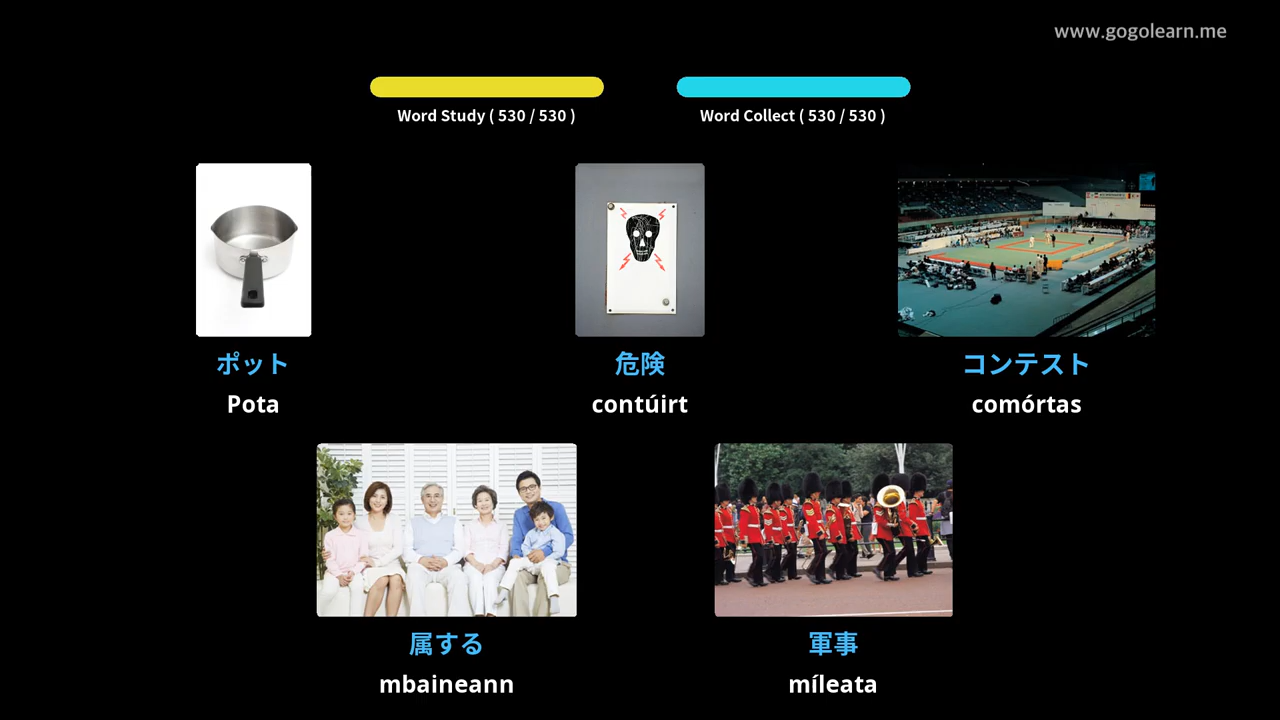 www.gogolearn.me
Word Study ( 530 / 530 )
Word Collect ( 530 / 530 )
ポット
危険
コンテスト
Pota
contúirt
comórtas
属する
軍事
mbaineann
míleata